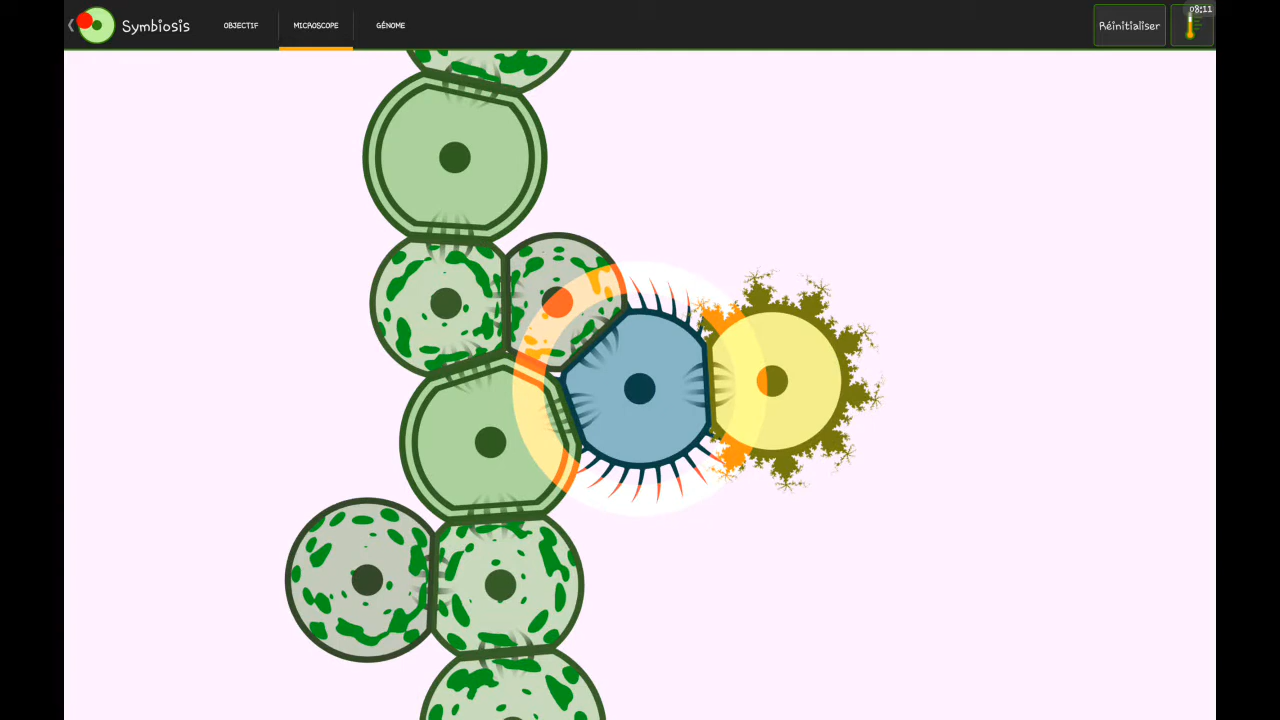 Symbiosis
OBJECTIF
MICROSCOPE
GÉNOME
Réinitialiser
08:11